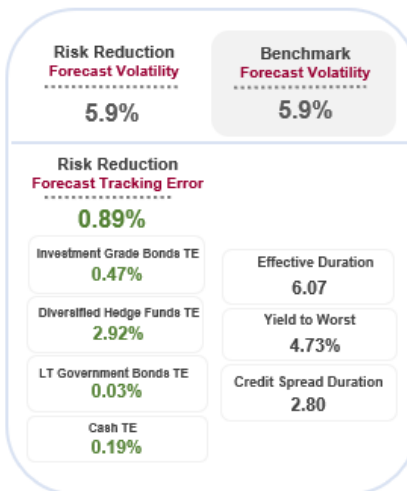 Risk Reduction
Forecast Volatility
5.9%
Benchmark
Forecast Volatility
5.9%
Risk Reduction
Forecast Tracking Error
0.89%
Investment Grade Bonds TE
0.47%
Diversified Hedge Funds TE
2.92%
LT Government Bonds TE
0.03%
Cash TE
0.19%
Effective Duration
6.07
Yield to Worst
4.73%
Credit Spread Duration
2.80